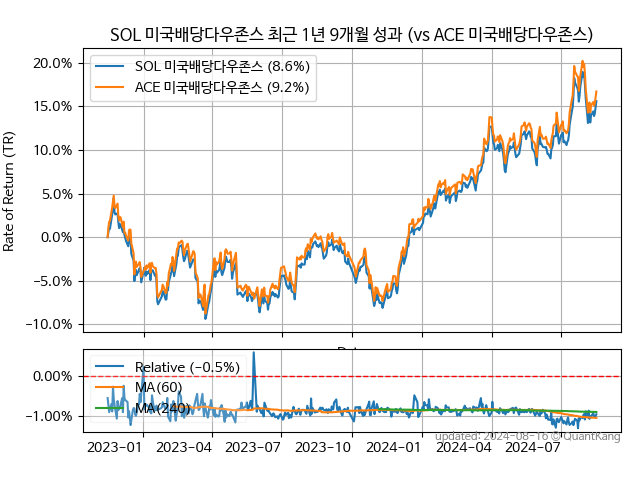 SOL 미국배당다우존스 최근 1년 9개월 성과 (vs ACE 미국배당다우존스)
SOL 미국배당다우존스 (8.6%)
ACE 미국배당다우존스 (9.2%)
Rate of Return (TR)
20.0%
15.0%
10.0%
5.0%
0.0%
−5.0%
−10.0%
Relative (−0.5%)
MA(60)
MA(240)
0.00%
−1.00%
2023-01
2023-04
2023-07
2023-10
2024-01
2024-04
2024-07
updated: 2024-08-16 © QuantKang